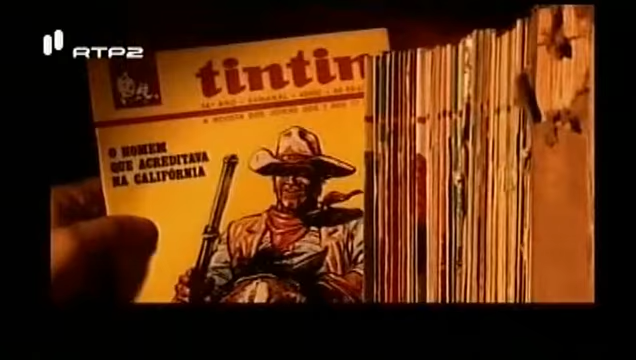 RTP2
tintin
O HOMEM
QUE ACREDITAVA
NA CALIFÓRNIA